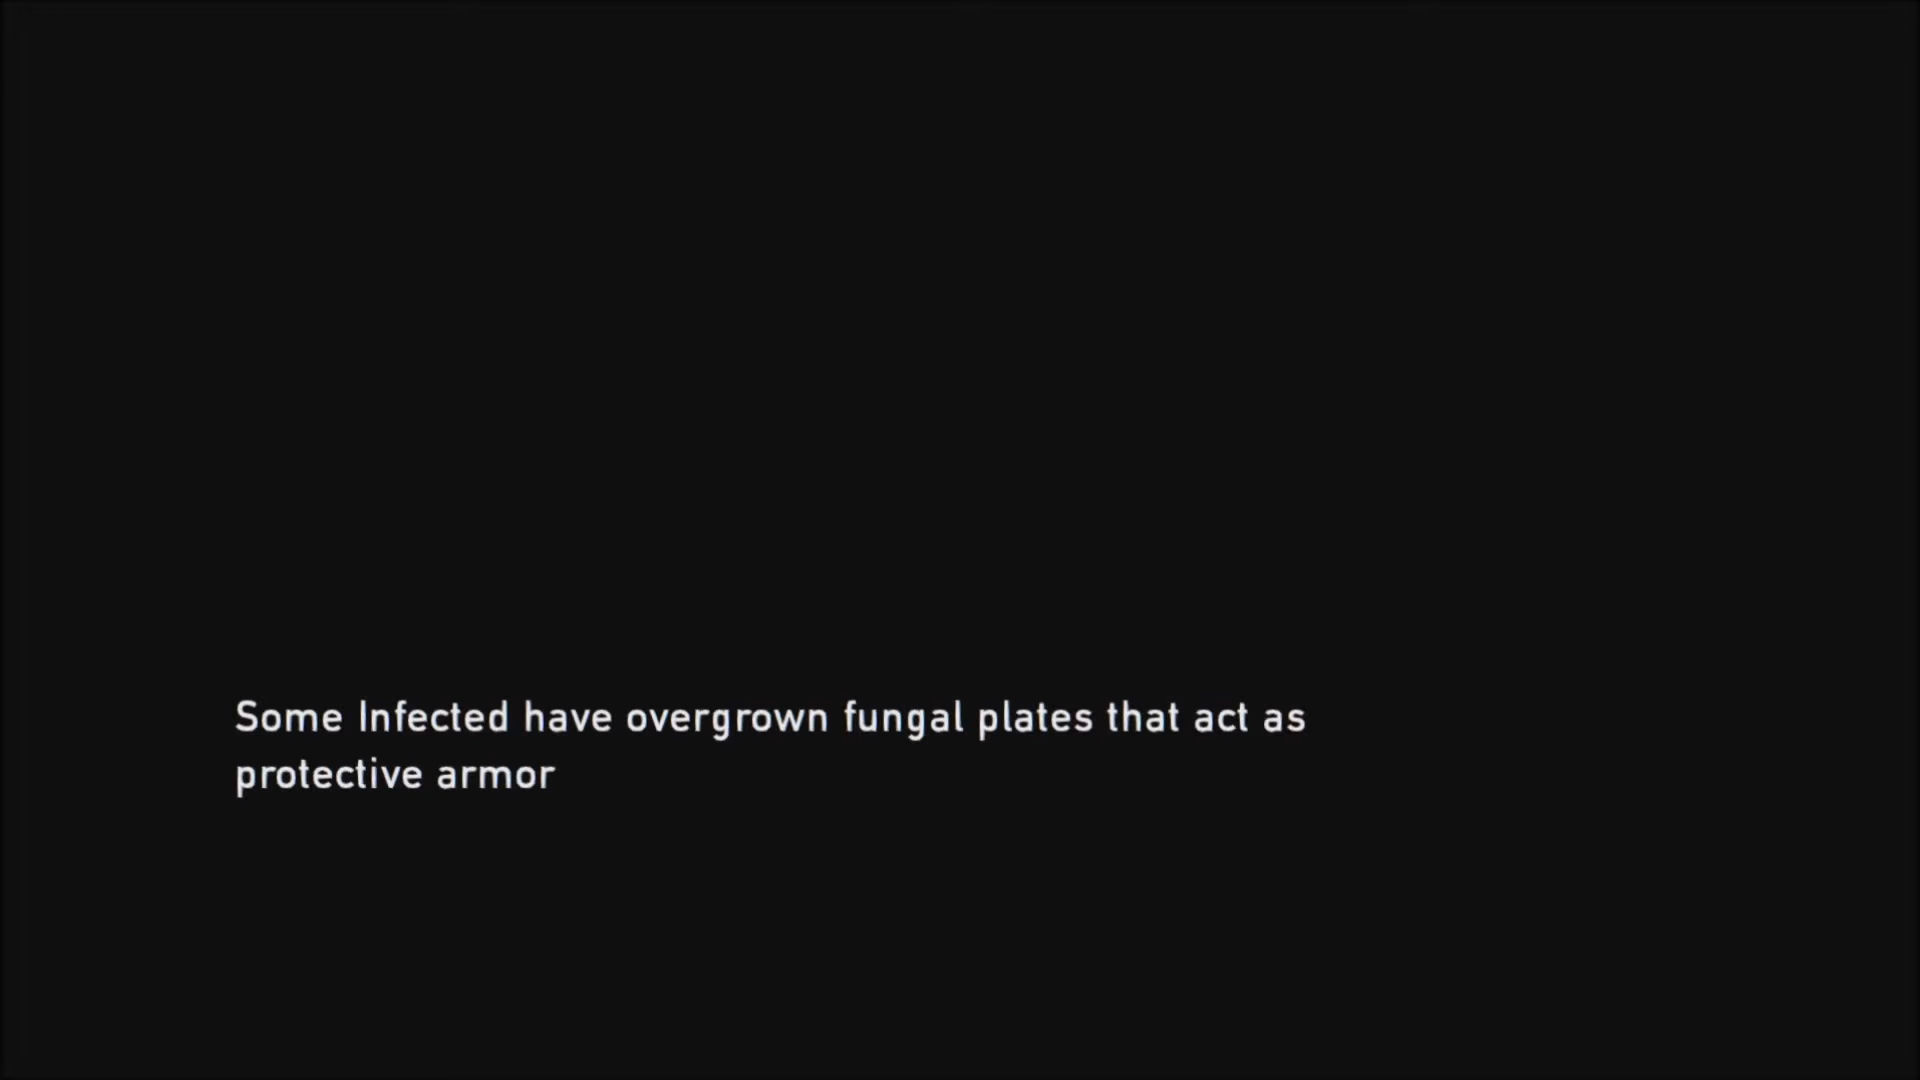 Some Infected have overgrown fungal plates that act as
protective armor